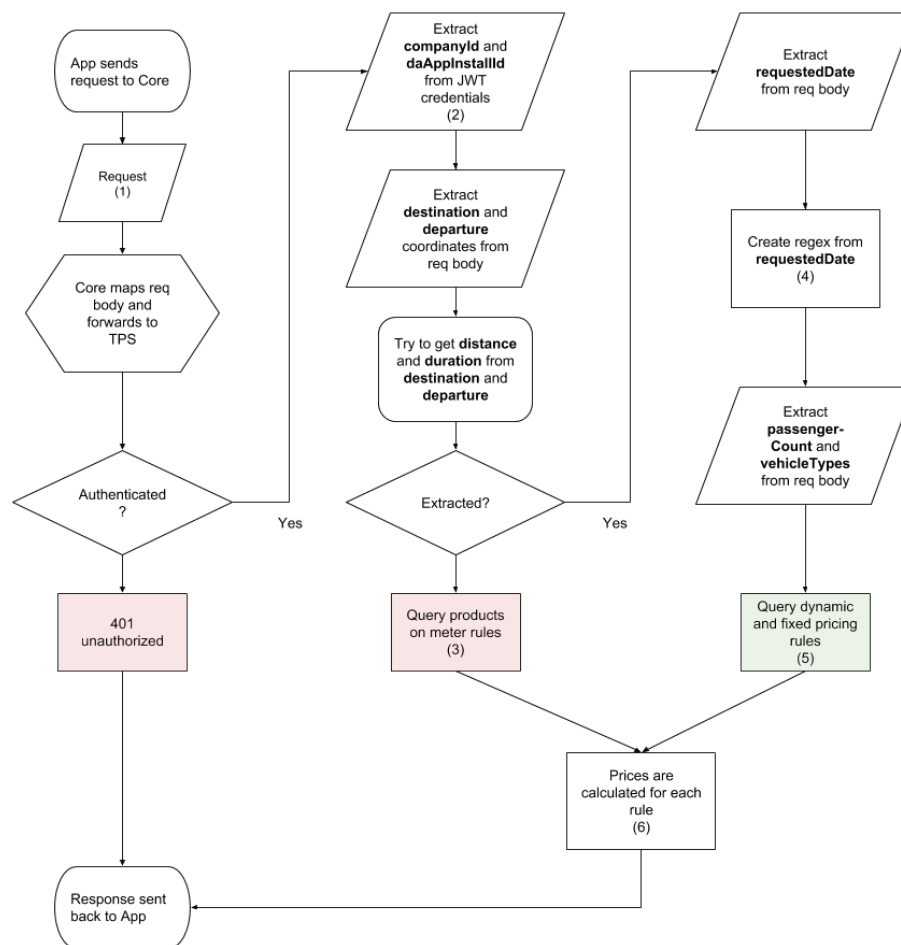 App sends
request to Core
Request
(1)
Core maps req
body and
forwards to
TPS
Authenticated
?
Yes
401
unauthorized
Response sent
back to App
Extract
companyId and
daAppInstallId
from JWT
credentials
(2)
Extract
destination and
departure
coordinates from
req body
Try to get distance
and duration from
destination and
departure
Extracted?
Yes
Query products
on meter rules
(3)
Extract
requestedDate
from req body
Create regex from
requestedDate
(4)
Extract
passenger-
Count and
vehicleTypes
from req body
Query dynamic
and fixed pricing
rules
(5)
Prices are
calculated for each
rule
(6)